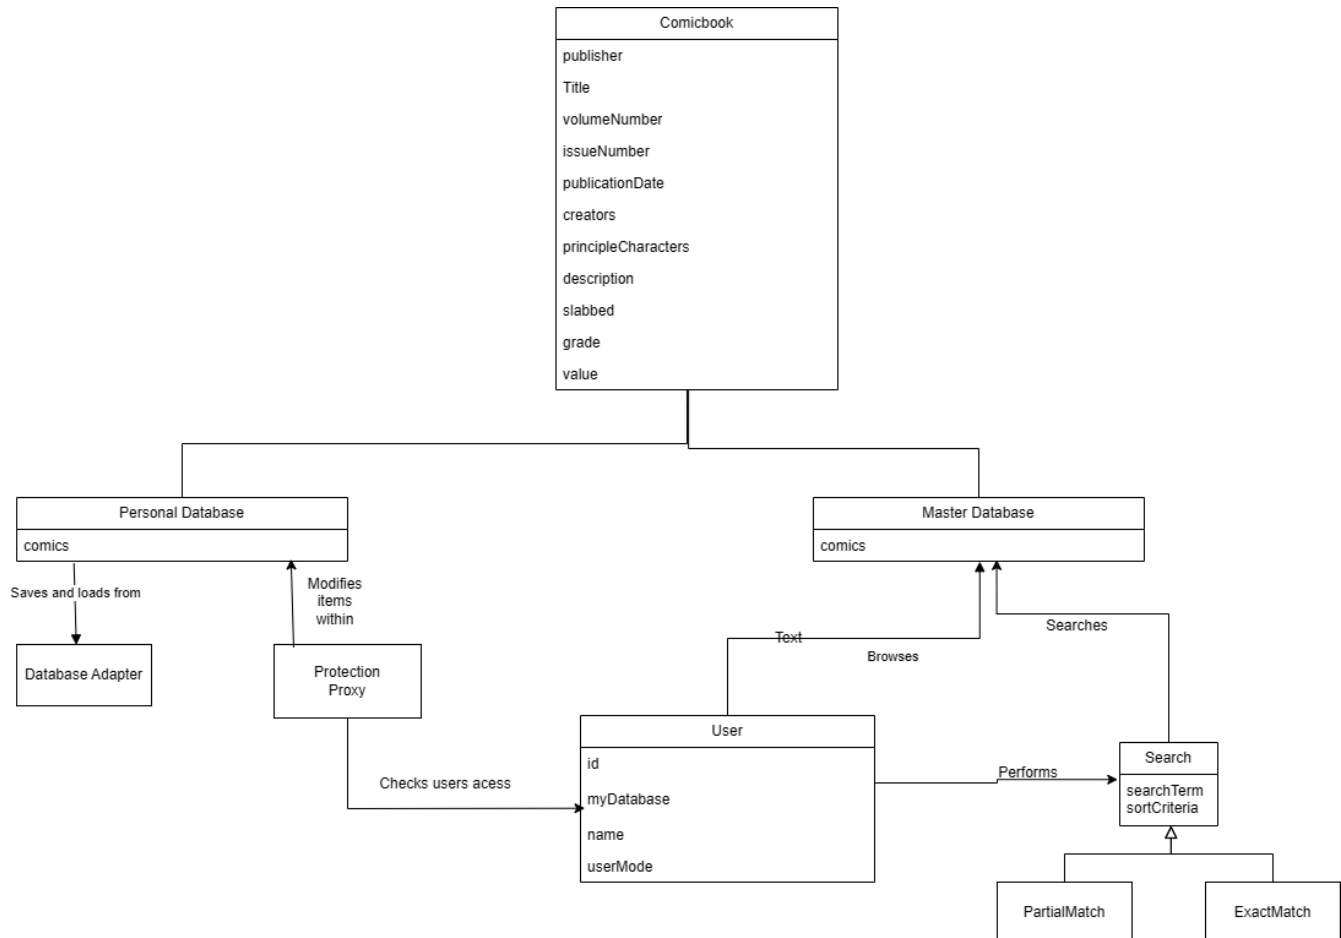 Comicbook
publisher
Title
volumeNumber
issueNumber
publicationDate
creators
principleCharacters
description
slabbed
grade
value
Personal Database
comics
Master Database
comics
Saves and loads from
Modifies
items
within
Database Adapter
Protection
Proxy
Text
Browses
Searches
Checks users acess
User
id
myDatabase
name
userMode
Performs
Search
searchTerm
sortCriteria
PartialMatch
ExactMatch